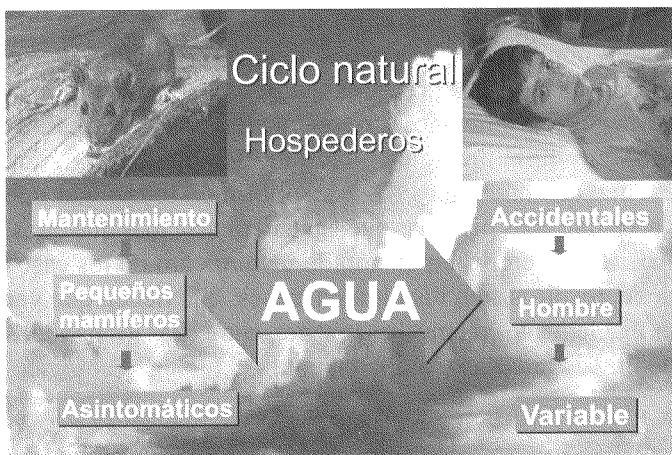 Ciclo natural
Hospederos
Mantenimiento
Pequeños
mamíferos
Asintomáticos
AGUA
Accidentales
Hombre
Variable